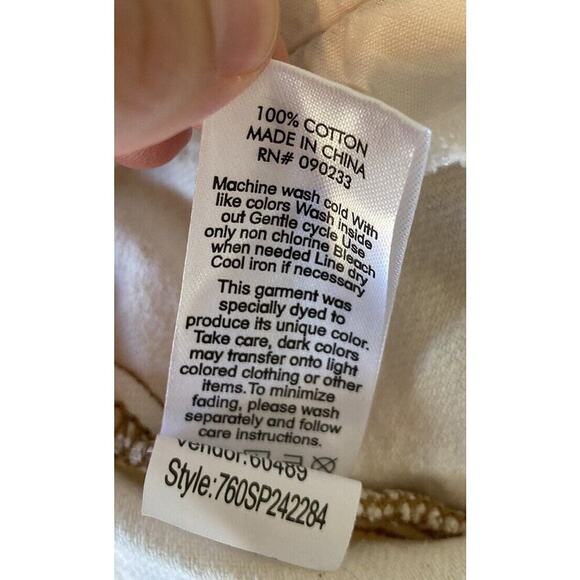 100% COTTON
MADE IN CHINA
RN# 090233
Machine wash cold With
like colors Wash inside
out Gentle cycle Use
only non chlorine Bleach
when needed Line dry
Cool iron if necessary
This garment was
specially dyed to
produce its unique color.
Take care, dark colors
may transfer onto light
colored clothing or other
items.To minimize
fading, please wash
separately and follow
care instructions.
Vendor:60489
Style:760SP242284